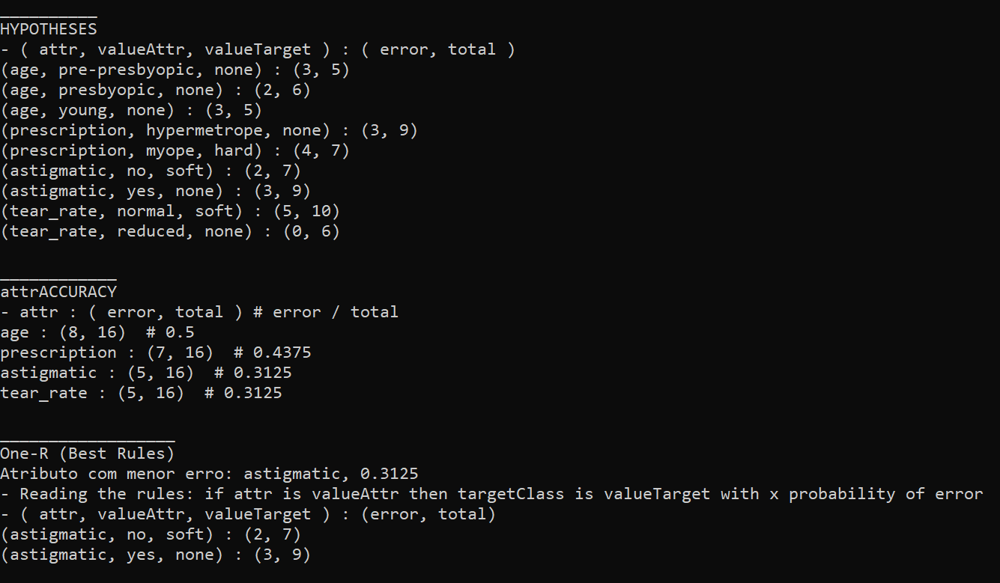 __________
HYPOTHESES
- ( attr, valueAttr, valueTarget ) : ( error, total )
(age, pre-presbyopic, none) : (3, 5)
(age, presbyopic, none) : (2, 6)
(age, young, none) : (3, 5)
(prescription, hypermetrope, none) : (3, 9)
(prescription, myope, hard) : (4, 7)
(astigmatic, no, soft) : (2, 7)
(astigmatic, yes, none) : (3, 9)
(tear_rate, normal, soft) : (5, 10)
(tear_rate, reduced, none) : (0, 6)
____________
attrACCURACY
- attr : ( error, total ) # error / total
age : (8, 16)  # 0.5
prescription : (7, 16)  # 0.4375
astigmatic : (5, 16)  # 0.3125
tear_rate : (5, 16)  # 0.3125
__________________
One-R (Best Rules)
Atributo com menor erro: astigmatic, 0.3125
- Reading the rules: if attr is valueAttr then targetClass is valueTarget with x probability of error
- ( attr, valueAttr, valueTarget ) : (error, total)
(astigmatic, no, soft) : (2, 7)
(astigmatic, yes, none) : (3, 9)